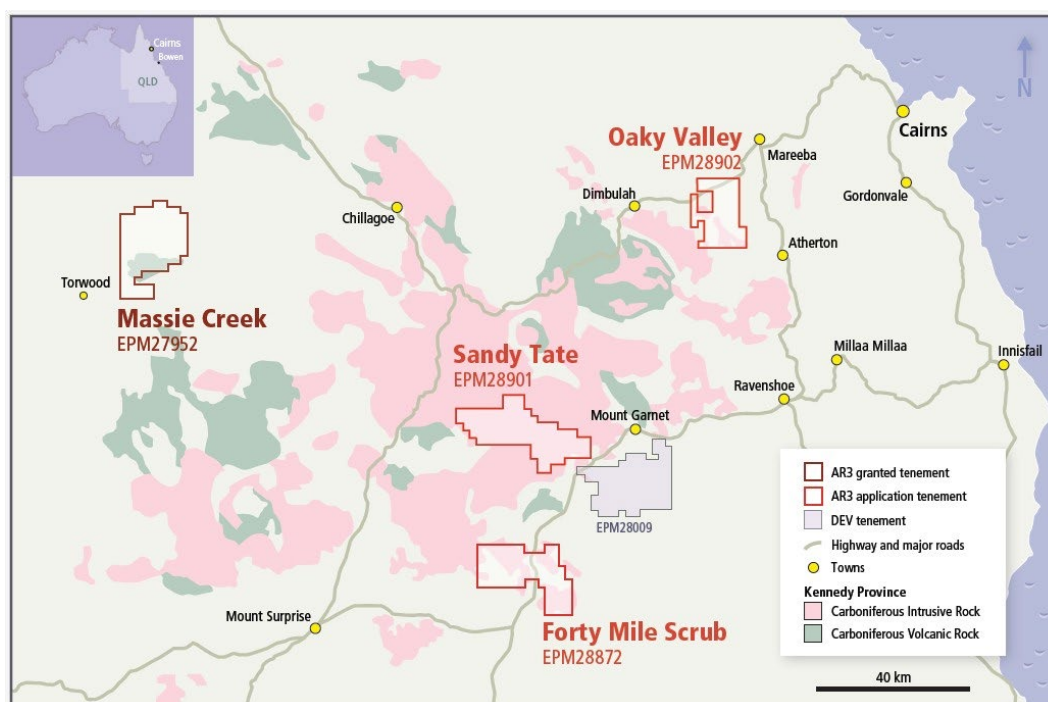 Cairns
Bowen
QLD
N
Oaky Valley
EPM28902
Cairns
Mareeba
Dimbulah
Gordonvale
Chillagoe
Atherton
Torwood
Massie Creek
EPM27952
Sandy Tate
EPM28901
Millaa Millaa
Innisfail
Ravenshoe
Mount Garnet
EPM28009
Mount Surprise
Forty Mile Scrub
EPM28872
AR3 granted tenement
AR3 application tenement
DEV tenement
Highway and major roads
Towns
Kennedy Province
Carboniferous Intrusive Rock
Carboniferous Volcanic Rock
40 km